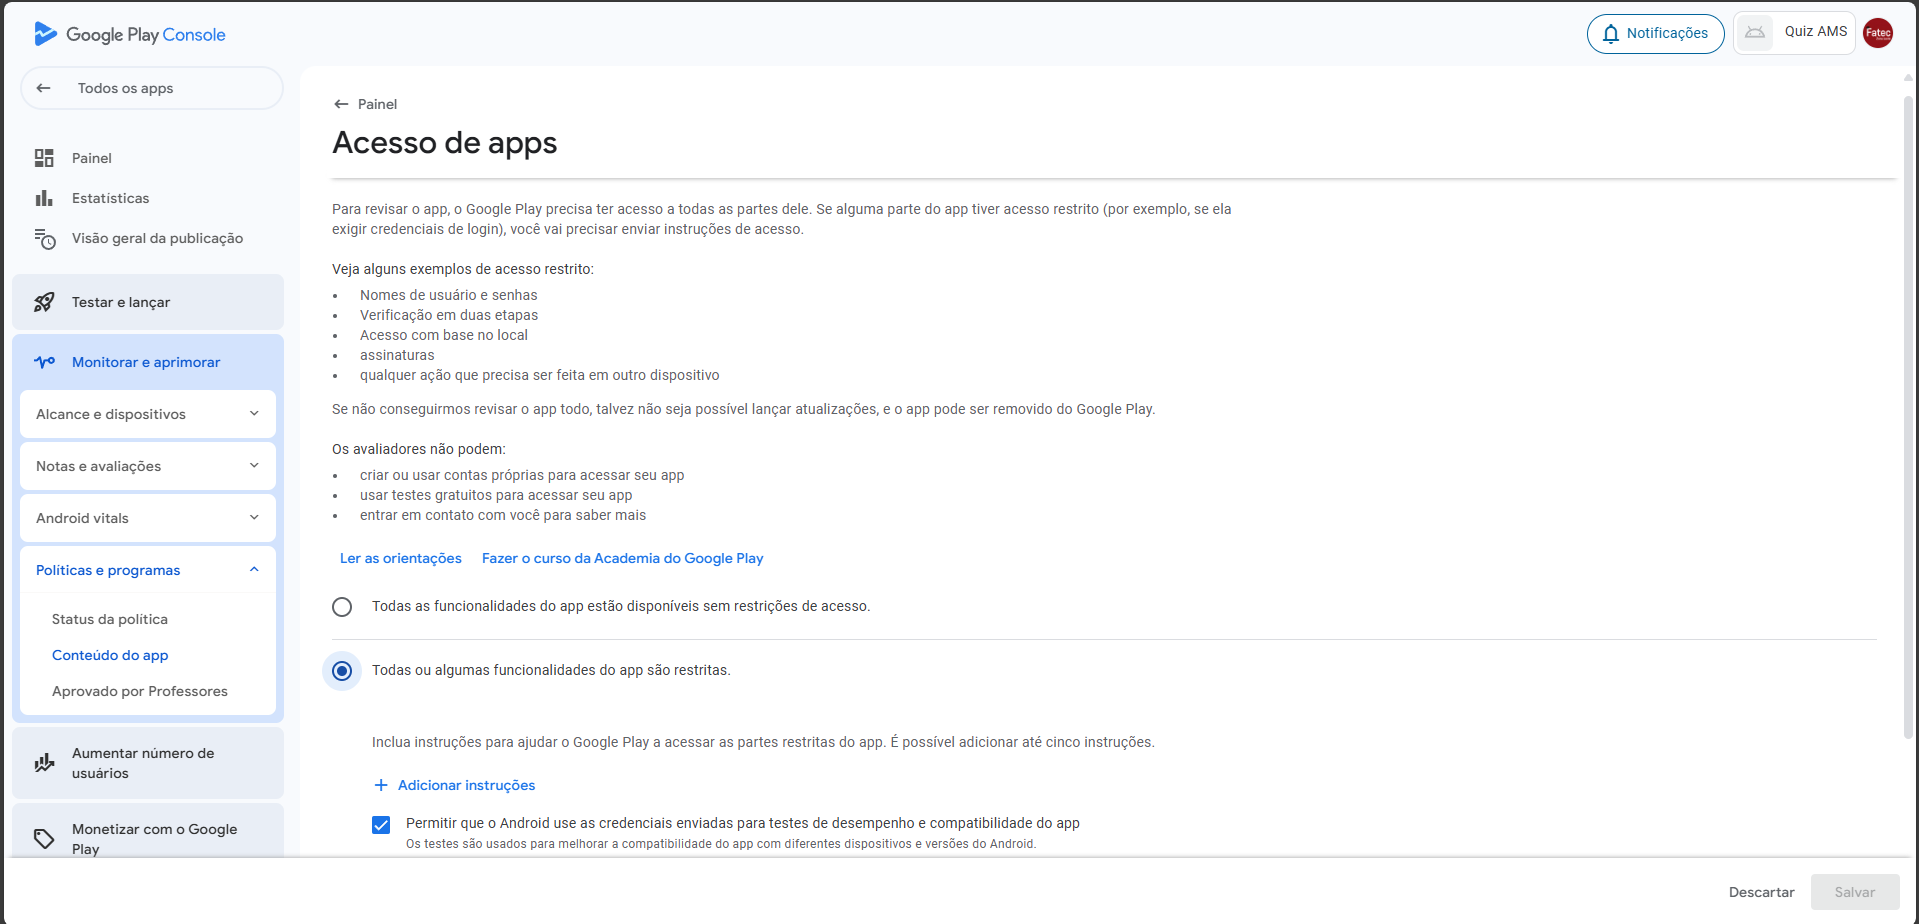 Google Play Console
Notificações
Quiz AMS
Fatec
Todos os apps
Painel
Estatísticas
Visão geral da publicação
Testar e lançar
Monitorar e aprimorar
Alcance e dispositivos
Notas e avaliações
Android vitals
Políticas e programas
Status da política
Conteúdo do app
Aprovado por Professores
Aumentar número de
usuários
Monetizar com o Google
Play
Painel
Acesso de apps
Para revisar o app, o Google Play precisa ter acesso a todas as partes dele. Se alguma parte do app tiver acesso restrito (por exemplo, se ela
exigir credenciais de login), você vai precisar enviar instruções de acesso.
Veja alguns exemplos de acesso restrito:
• Nomes de usuário e senhas
• Verificação em duas etapas
• Acesso com base no local
• assinaturas
• qualquer ação que precisa ser feita em outro dispositivo
Se não conseguirmos revisar o app todo, talvez não seja possível lançar atualizações, e o app pode ser removido do Google Play.
Os avaliadores não podem:
• criar ou usar contas próprias para acessar seu app
• usar testes gratuitos para acessar seu app
• entrar em contato com você para saber mais
Ler as orientações Fazer o curso da Academia do Google Play
Todas as funcionalidades do app estão disponíveis sem restrições de acesso.
Todas ou algumas funcionalidades do app são restritas.
Inclua instruções para ajudar o Google Play a acessar as partes restritas do app. É possível adicionar até cinco instruções.
+ Adicionar instruções
Permitir que o Android use as credenciais enviadas para testes de desempenho e compatibilidade do app
Os testes são usados para melhorar a compatibilidade do app com diferentes dispositivos e versões do Android.
Descartar
Salvar